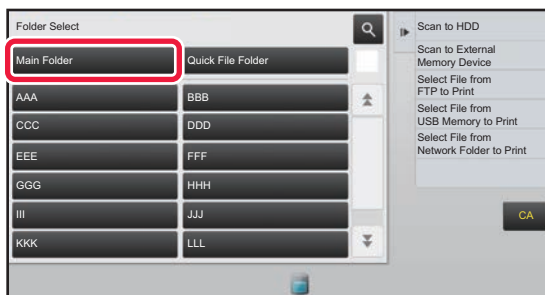 Folder Select
Main Folder
Quick File Folder
AAA
BBB
CCC
DDD
EEE
FFF
GGG
HHH
III
JJJ
KKK
LLL
Scan to HDD
Scan to External
Memory Device
Select File from
FTP to Print
Select File from
USB Memory to Print
Select File from
Network Folder to Print
CA